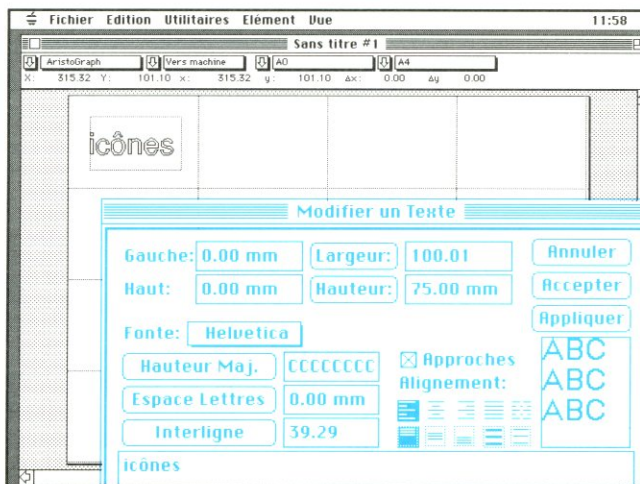 Fichier Edition Utilitaires Elément Vue 11:58
Sans titre #1
AristoGraph Vers machine A0 A4
X: 315.32 Y: 101.10 x: 315.32 y: 101.10 Δx: 0.00 Δy 0.00
icônes
Modifier un Texte
Gauche: 0.00 mm Largeur: 100.01 Annuler
Haut: 0.00 mm Hauteur: 75.00 mm Accepter
Appliquer
Fonte: Helvetica
Hauteur Maj. CCCCCCCC Approches ABC
Alignement: ABC
Espace Lettres 0.00 mm ABC
Interligne 39.29
icônes